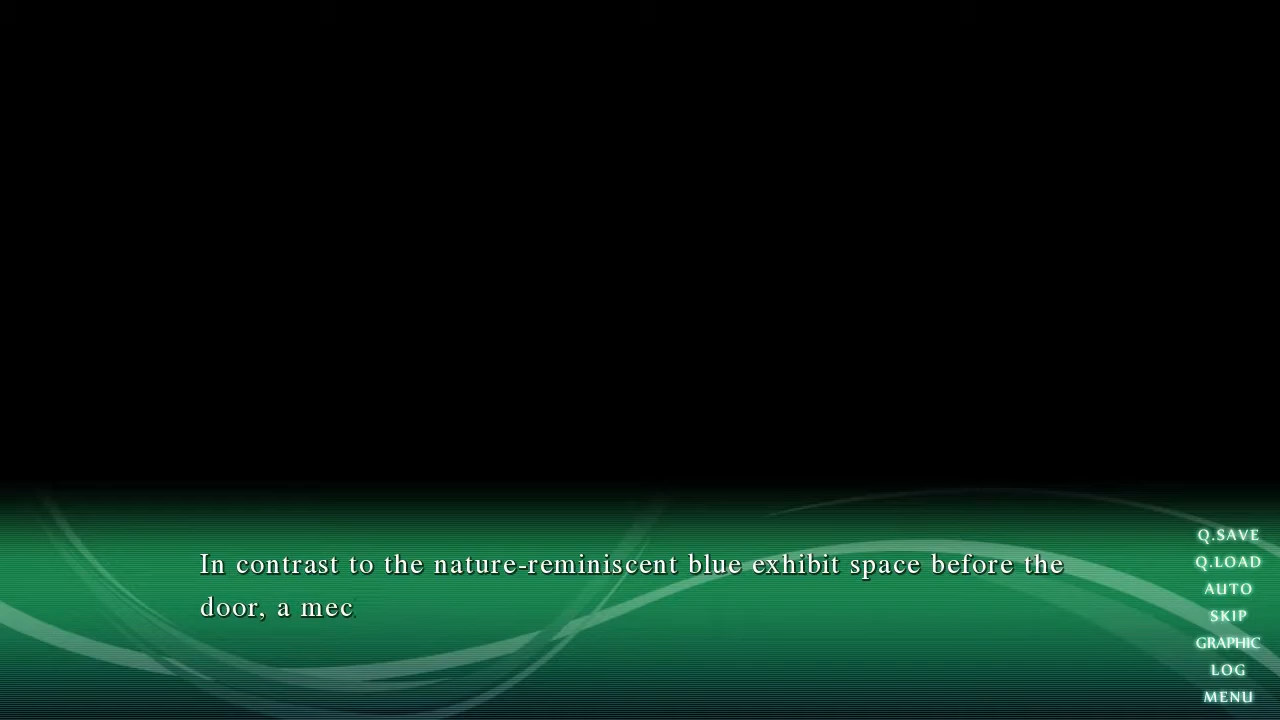 In contrast to the nature-reminiscent blue exhibit space before the
door, a mec
Q.SAVE
Q.LOAD
AUTO
SKIP
GRAPHIC
LOG
MENU